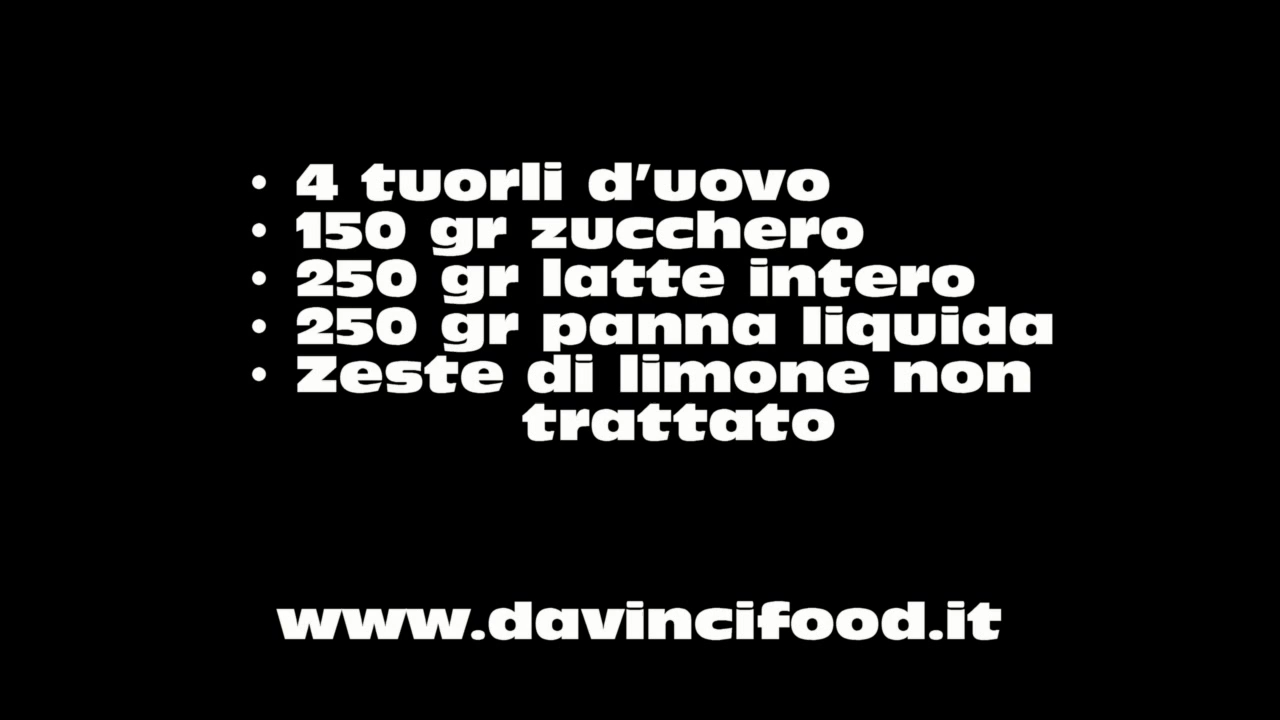 • 4 tuorli d’uovo
• 150 gr zucchero
• 250 gr latte intero
• 250 gr panna liquida
• Zeste di limone non
trattato
www.davincifood.it